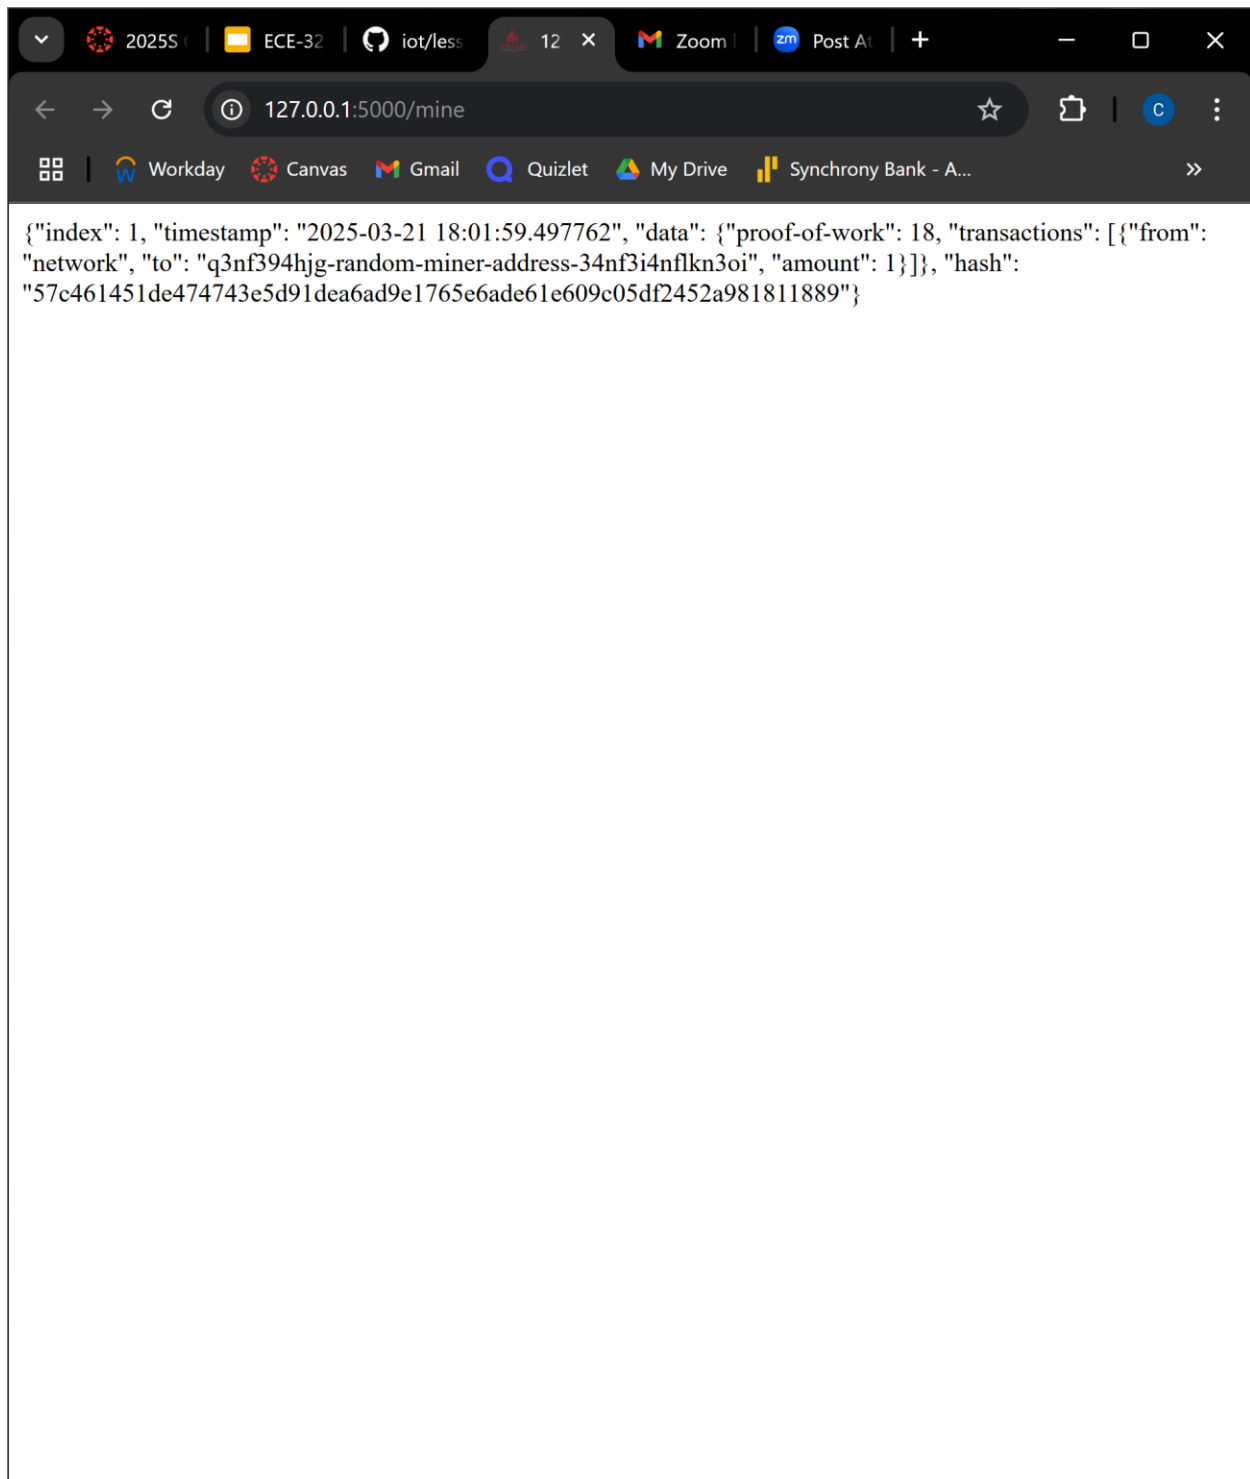 2025S
ECE-32
iot/less
12
Zoom
Post At
127.0.0.1:5000/mine
C
Workday
Canvas
Gmail
Quizlet
My Drive
Synchrony Bank - A...
{"index": 1, "timestamp": "2025-03-21 18:01:59.497762", "data": {"proof-of-work": 18, "transactions": [{"from":
"network", "to": "q3nf394hjg-random-miner-address-34nf3i4nflkn3oi", "amount": 1}]}, "hash":
"57c461451de474743e5d91dea6ad9e1765e6ade61e609c05df2452a981811889"}